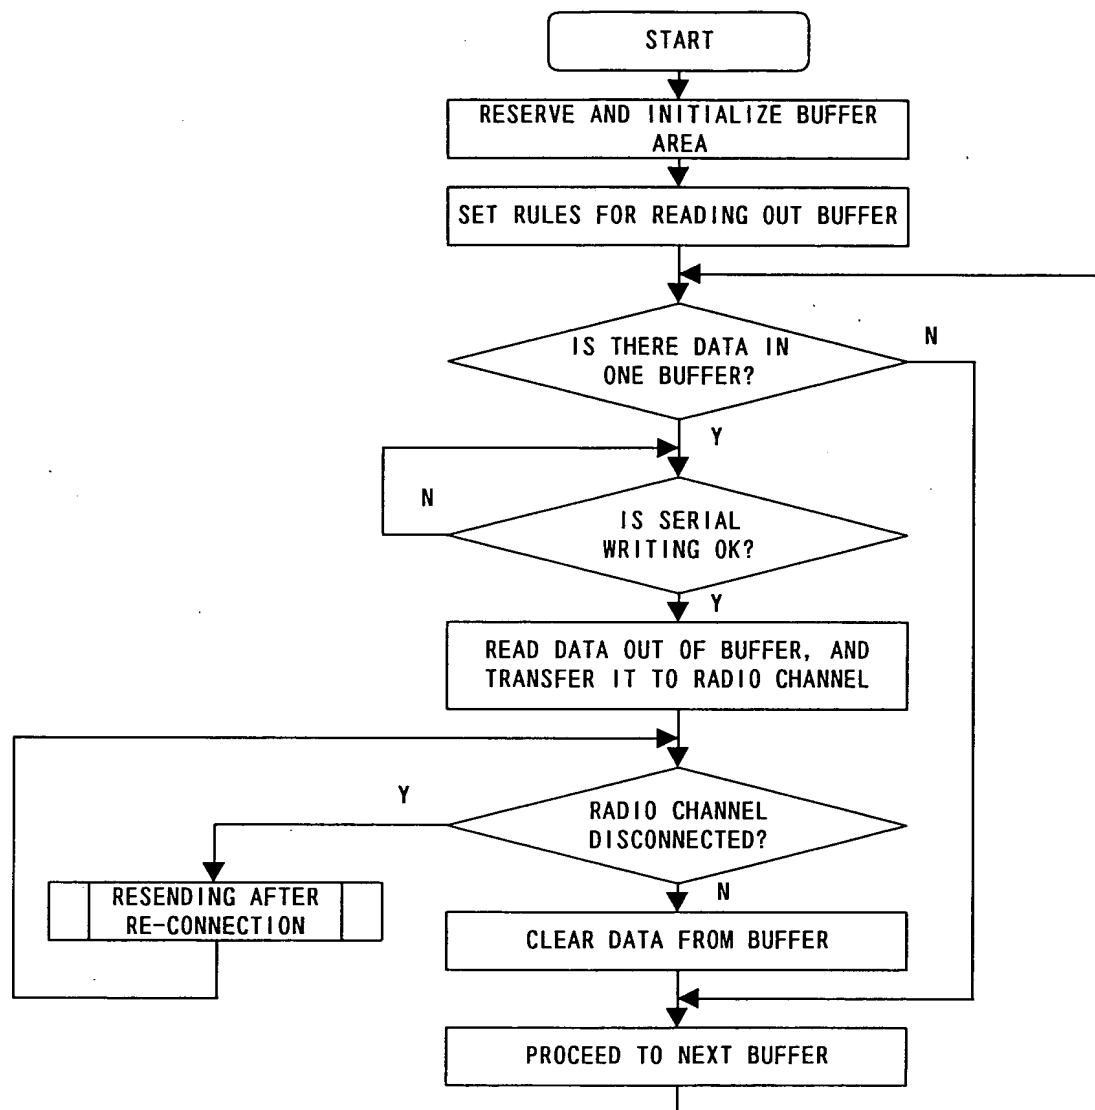 START
RESERVE AND INITIALIZE BUFFER
AREA
SET RULES FOR READING OUT BUFFER
IS THERE DATA IN
ONE BUFFER?
N
Y
N
IS SERIAL
WRITING OK?
Y
READ DATA OUT OF BUFFER, AND
TRANSFER IT TO RADIO CHANNEL
Y
RADIO CHANNEL
DISCONNECTED?
N
RESENDING AFTER
RE-CONNECTION
CLEAR DATA FROM BUFFER
PROCEED TO NEXT BUFFER